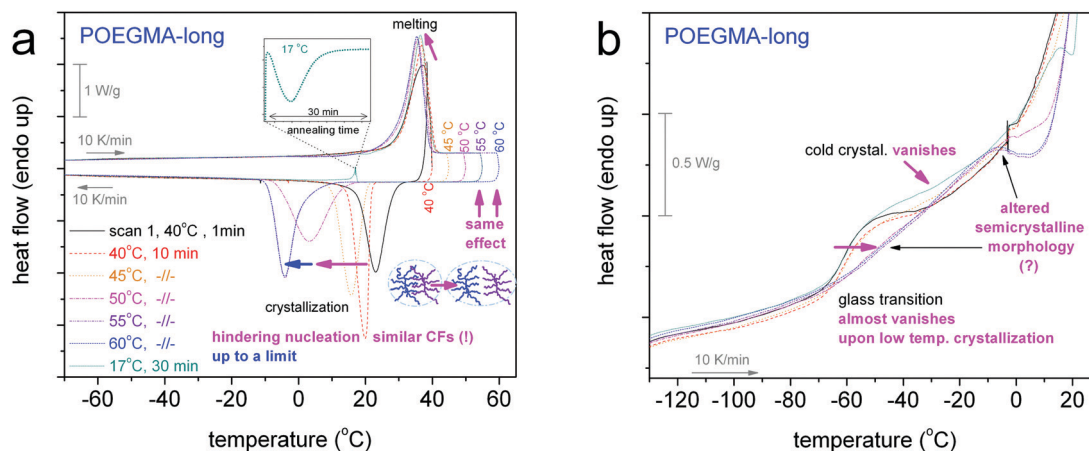 a
POEGMA-long
melting
17 °C
30 min
annealing time
1 W/g
10 K/min
10 K/min
heat flow (endo up)
40 °C
45 °C
50 °C
55 °C
60 °C
same
effect
scan 1, 40°C , 1min
40°C, 10 min
45°C, -//-
50°C, -//-
55°C, -//-
60°C, -//-
17°C, 30 min
crystallization
hindering nucleation
similar CFs (!)
up to a limit
-60 -40 -20 0 20 40 60
temperature (°C)
b
POEGMA-long
heat flow (endo up)
0.5 W/g
cold crystal. vanishes
altered
semicrystalline
morphology
(?)
glass transition
almost vanishes
upon low temp. crystallization
10 K/min
-120 -100 -80 -60 -40 -20 0 20
temperature (°C)